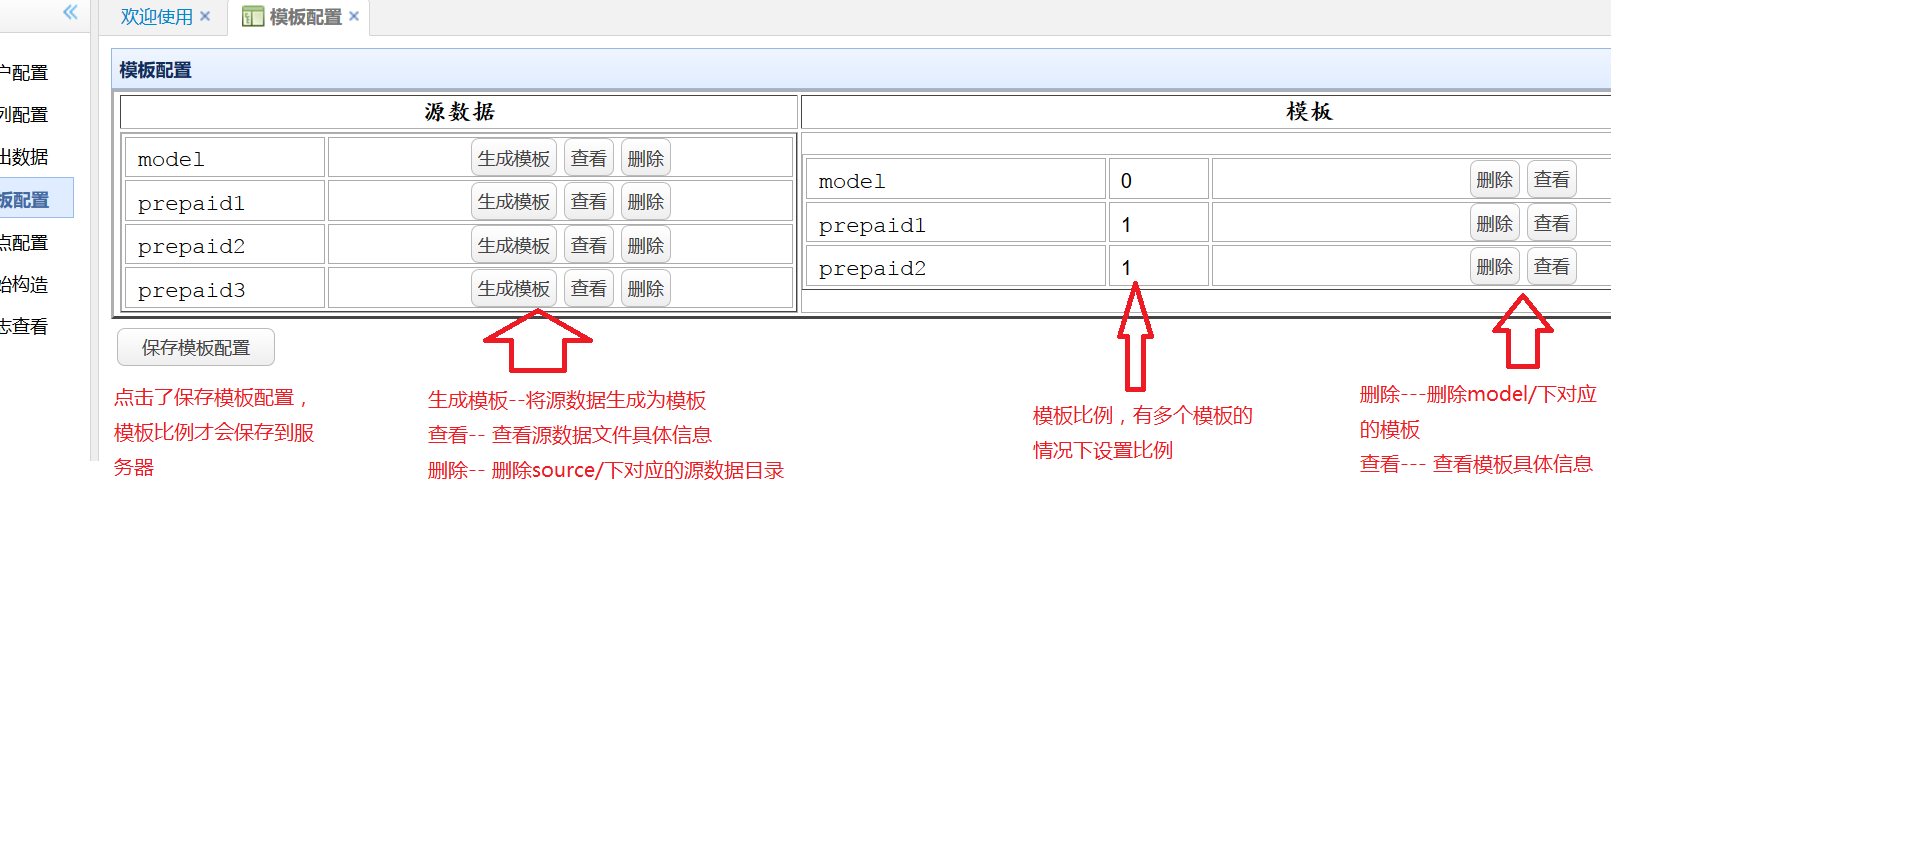 欢迎使用 模板配置
户配置
列配置
出数据
板配置
点配置
始构造
志查看
模板配置
源数据 模板
model 生成模板 查看 删除
prepaid1 生成模板 查看 删除
prepaid2 生成模板 查看 删除
prepaid3 生成模板 查看 删除
model 0 删除 查看
prepaid1 1 删除 查看
prepaid2 1 删除 查看
保存模板配置
点击了保存模板配置，
模板比例才会保存到服
务器
生成模板--将源数据生成为模板
查看-- 查看源数据文件具体信息
删除-- 删除source/下对应的源数据目录
模板比例，有多个模板的
情况下设置比例
删除---删除model/下对应
的模板
查看--- 查看模板具体信息